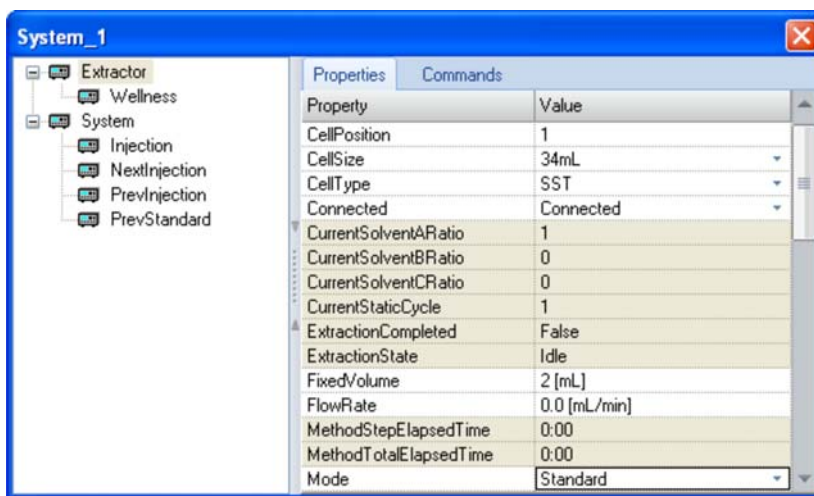 System_1
Extractor
Wellness
System
Injection
NextInjection
PrevInjection
PrevStandard
Properties Commands
Property Value
CellPosition 1
CellSize 34mL
CellType SST
Connected Connected
CurrentSolventARatio 1
CurrentSolventBRatio 0
CurrentSolventCRatio 0
CurrentStaticCycle 1
ExtractionCompleted False
ExtractionState Idle
FixedVolume 2 [mL]
FlowRate 0.0 [mL/min]
MethodStepElapsedTime 0:00
MethodTotalElapsedTime 0:00
Mode Standard